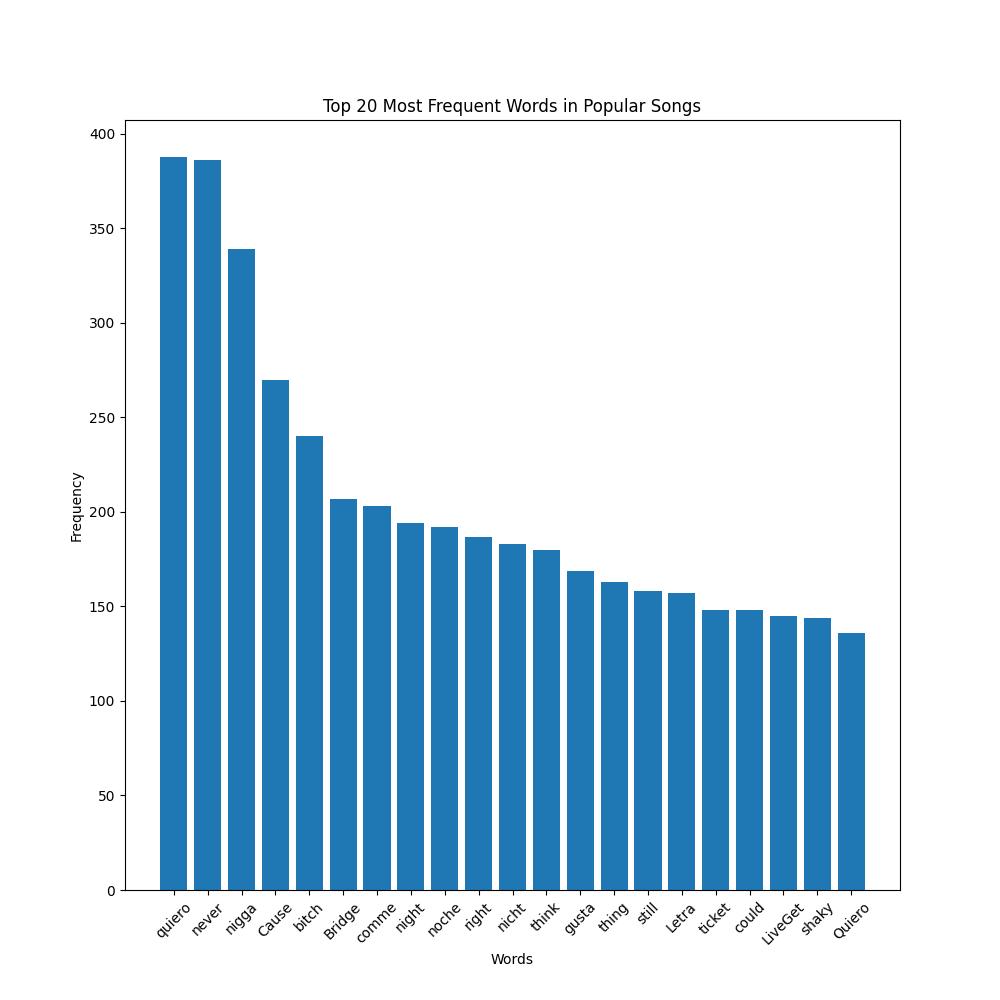 Top 20 Most Frequent Words in Popular Songs
400
350
300
250
200
150
100
50
0
Frequency
quiero
never
nigga
Cause
bitch
Bridge
comme
night
noche
right
nicht
think
gusta
thing
still
Letra
ticket
could
LiveGet
shaky
Quiero
Words